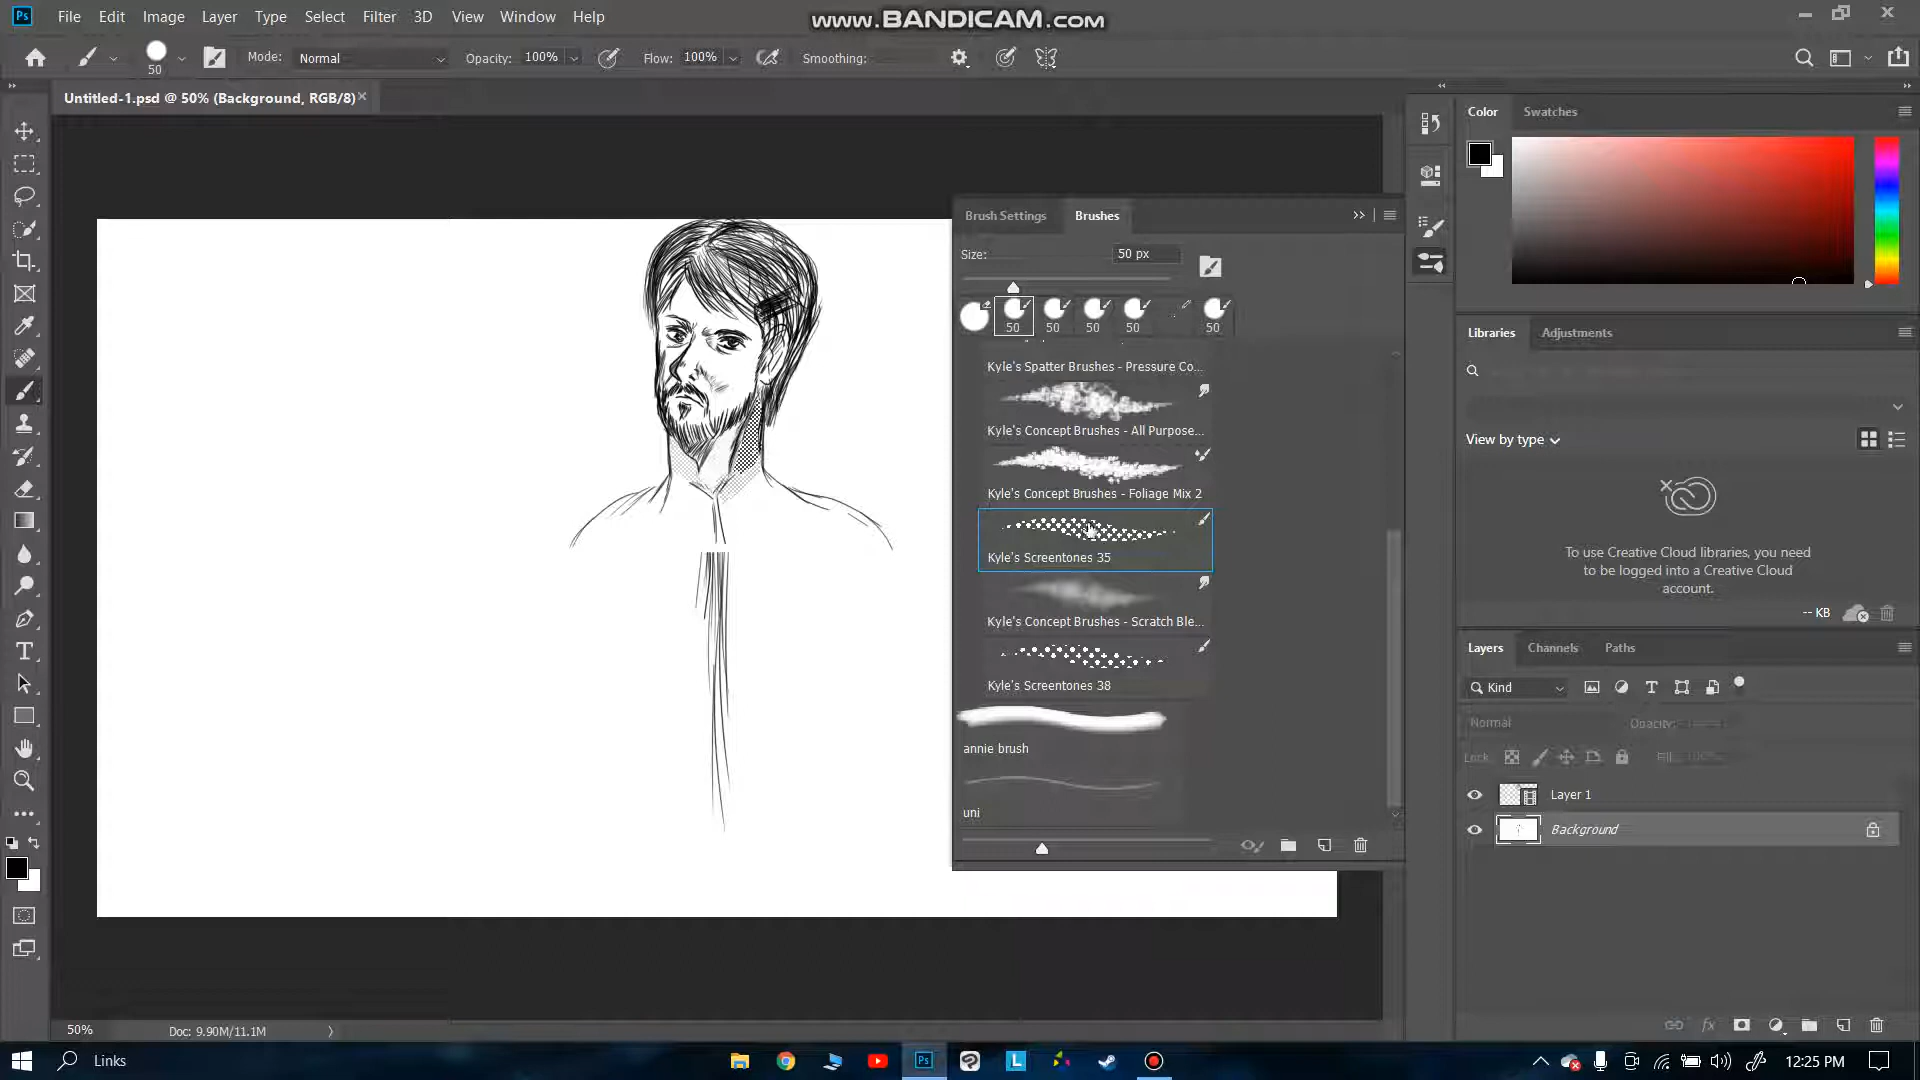 Ps File Edit Image Layer Type Select Filter 3D View Window Help
www.BANDICAM.com
50 Mode: Normal Opacity: 100% Flow: 100% Smoothing:
Untitled-1.psd @ 50% (Background, RGB/8)
Color Swatches
Brush Settings Brushes
Size: 50 px
50 50 50 50 50
Kyle's Spatter Brushes - Pressure Co...
Kyle's Concept Brushes - All Purpose...
Kyle's Concept Brushes - Foliage Mix 2
Kyle's Screentones 35
Kyle's Concept Brushes - Scratch Ble...
Kyle's Screentones 38
annie brush
uni
Libraries Adjustments
View by type
To use Creative Cloud libraries, you need
to be logged into a Creative Cloud
account.
-- KB
Layers Channels Paths
Kind
Normal Opacity:
Lock: Fill: 100%
Layer 1
Background
50% Doc: 9.90M/11.1M
Links Ps L 12:25 PM